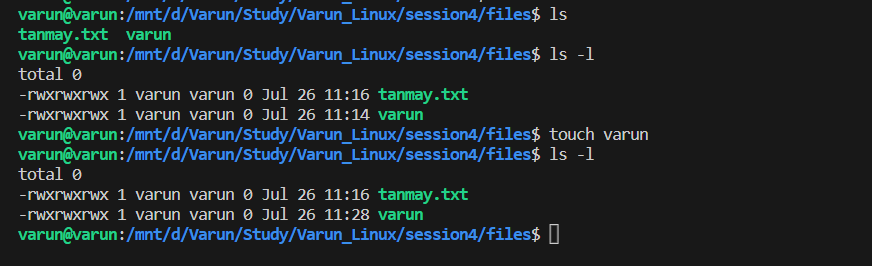 varun@varun:/mnt/d/Varun/Study/Varun_Linux/session4/files$ ls
tanmay.txt  varun
varun@varun:/mnt/d/Varun/Study/Varun_Linux/session4/files$ ls -l
total 0
-rwxrwxrwx 1 varun varun 0 Jul 26 11:16 tanmay.txt
-rwxrwxrwx 1 varun varun 0 Jul 26 11:14 varun
varun@varun:/mnt/d/Varun/Study/Varun_Linux/session4/files$ touch varun
varun@varun:/mnt/d/Varun/Study/Varun_Linux/session4/files$ ls -l
total 0
-rwxrwxrwx 1 varun varun 0 Jul 26 11:16 tanmay.txt
-rwxrwxrwx 1 varun varun 0 Jul 26 11:28 varun
varun@varun:/mnt/d/Varun/Study/Varun_Linux/session4/files$